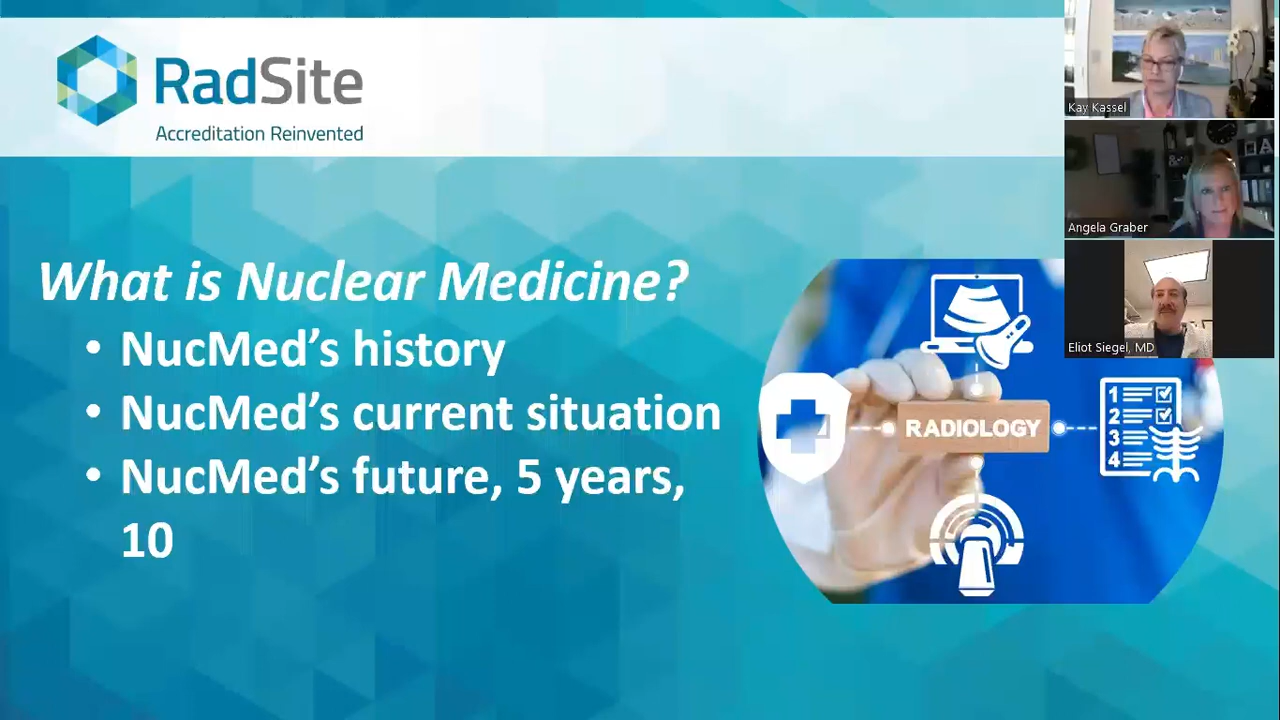 RadSite
Accreditation Reinvented
What is Nuclear Medicine?
• NucMed’s history
• NucMed’s current situation
• NucMed’s future, 5 years,
10
RADIOLOGY
1
2
3
4
Kay Kassel
Angela Graber
A
Eliot Siegel, MD